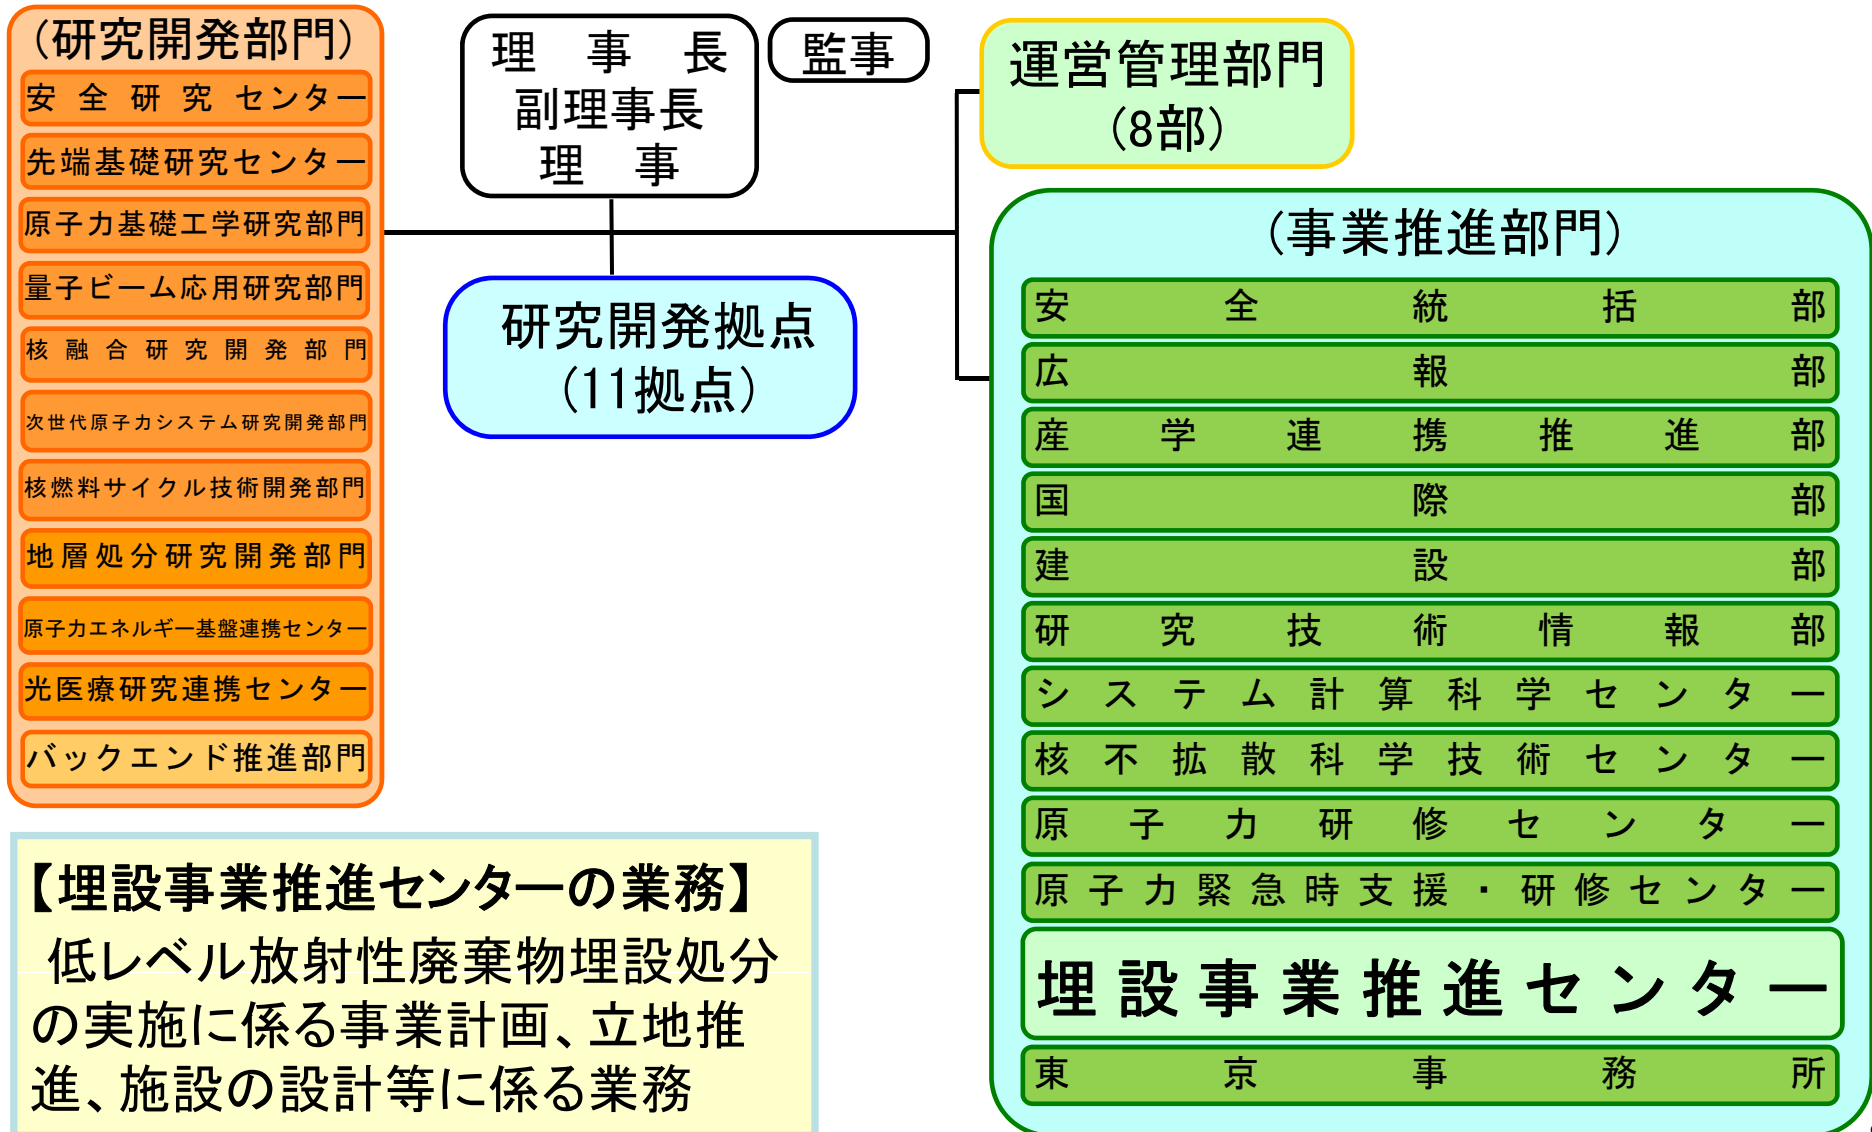 (研究開発部門)
安全研究センター
先端基礎研究センター
原子力基礎工学研究部門
量子ビーム応用研究部門
核融合研究開発部門
次世代原子力システム研究開発部門
核燃料サイクル技術開発部門
地層処分研究開発部門
原子力エネルギー基盤連携センター
光医療研究連携センター
バックエンド推進部門
理事長
副理事長
理事
監事
研究開発拠点
(11拠点)
運営管理部門
(8部)
(事業推進部門)
安全統括部
広報部
産学連携推進部
国際部
建設部
研究技術情報部
システム計算科学センター
核不拡散科学技術センター
原子力研修センター
原子力緊急時支援・研修センター
埋設事業推進センター
東京事務所
【埋設事業推進センターの業務】
低レベル放射性廃棄物埋設処分
の実施に係る事業計画、立地推
進、施設の設計等に係る業務